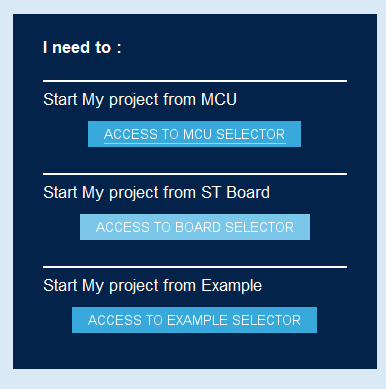 I need to :
Start My project from MCU
ACCESS TO MCU SELECTOR
Start My project from ST Board
ACCESS TO BOARD SELECTOR
Start My project from Example
ACCESS TO EXAMPLE SELECTOR